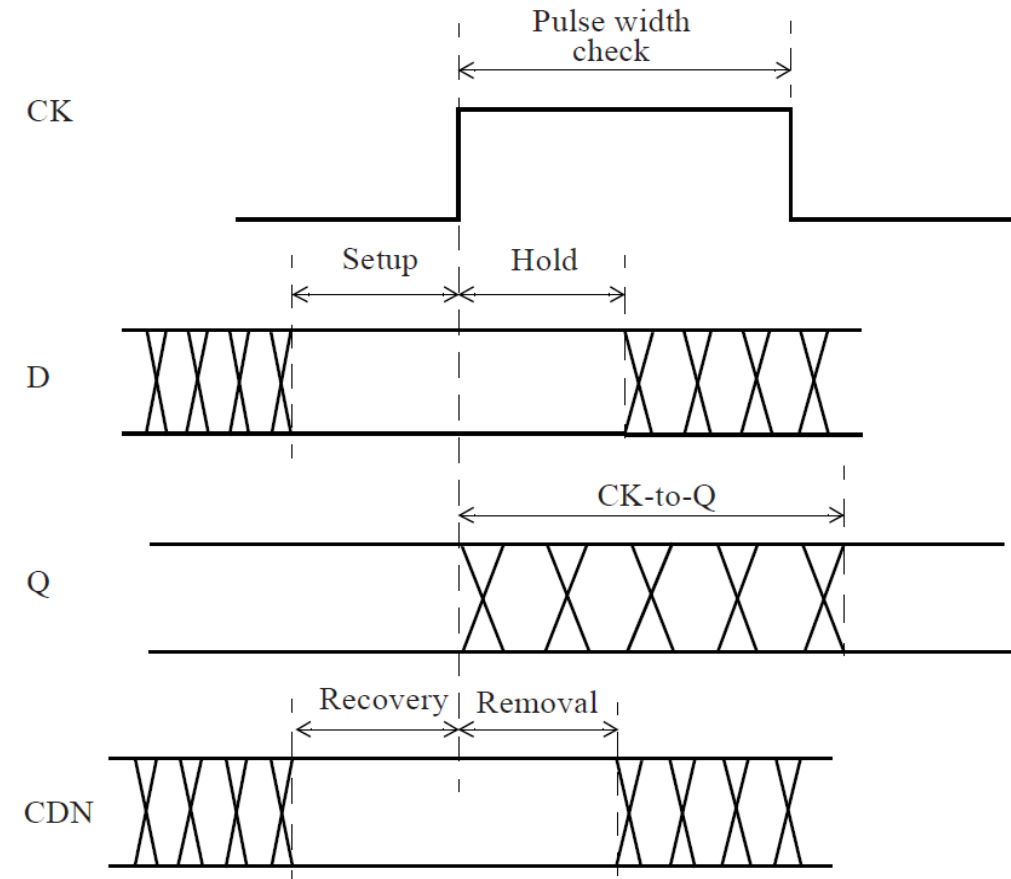 Pulse width
check
CK
Setup
Hold
D
CK-to-Q
Q
Recovery
Removal
CDN